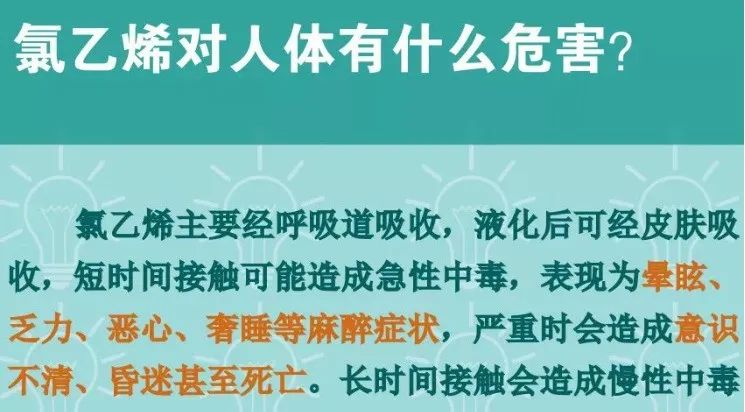 氯乙烯对人体有什么危害?
氯乙烯主要经呼吸道吸收，液化后可经皮肤吸
收，短时间接触可能造成急性中毒，表现为晕眩、
乏力、恶心、奢睡等麻醉症状，严重时会造成意识
不清、昏迷甚至死亡。长时间接触会造成慢性中毒